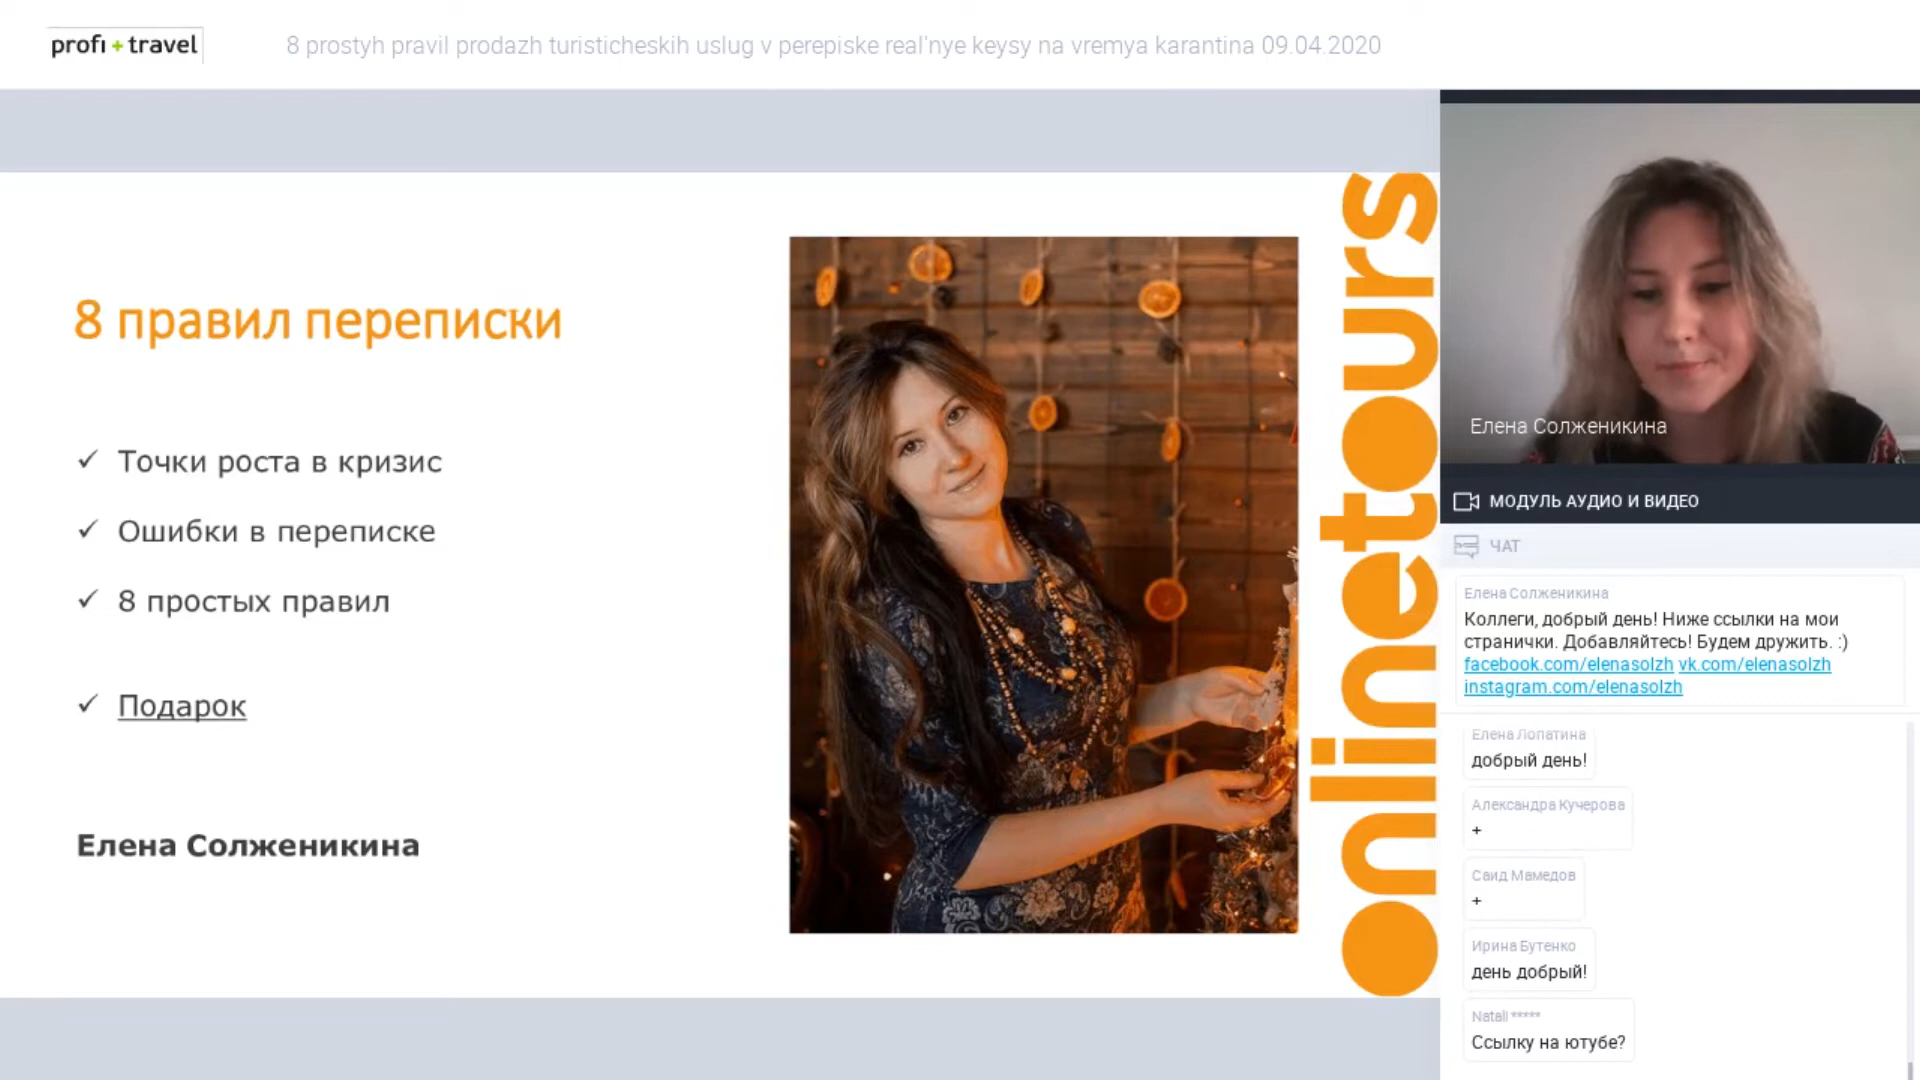 profi + travel
8 prostyh pravil prodazh turisticheskih uslug v perepiske real'nye keysy na vremya karantina 09.04.2020
8 правил переписки
✓ Точки роста в кризис
✓ Ошибки в переписке
✓ 8 простых правил
✓ Подарок
Елена Солженикина
onlinetours
Елена Солженикина
МОДУЛЬ АУДИО И ВИДЕО
ЧАТ
Елена Солженикина
Коллеги, добрый день! Ниже ссылки на мои
странички. Добавляйтесь! Будем дружить. :)
facebook.com/elenasolzh vk.com/elenasolzh
instagram.com/elenasolzh
Елена Лопатина
добрый день!
Александра Кучерова
+
Саид Мамедов
+
Ирина Бутенко
день добрый!
Natali *****
Ссылку на ютубе?